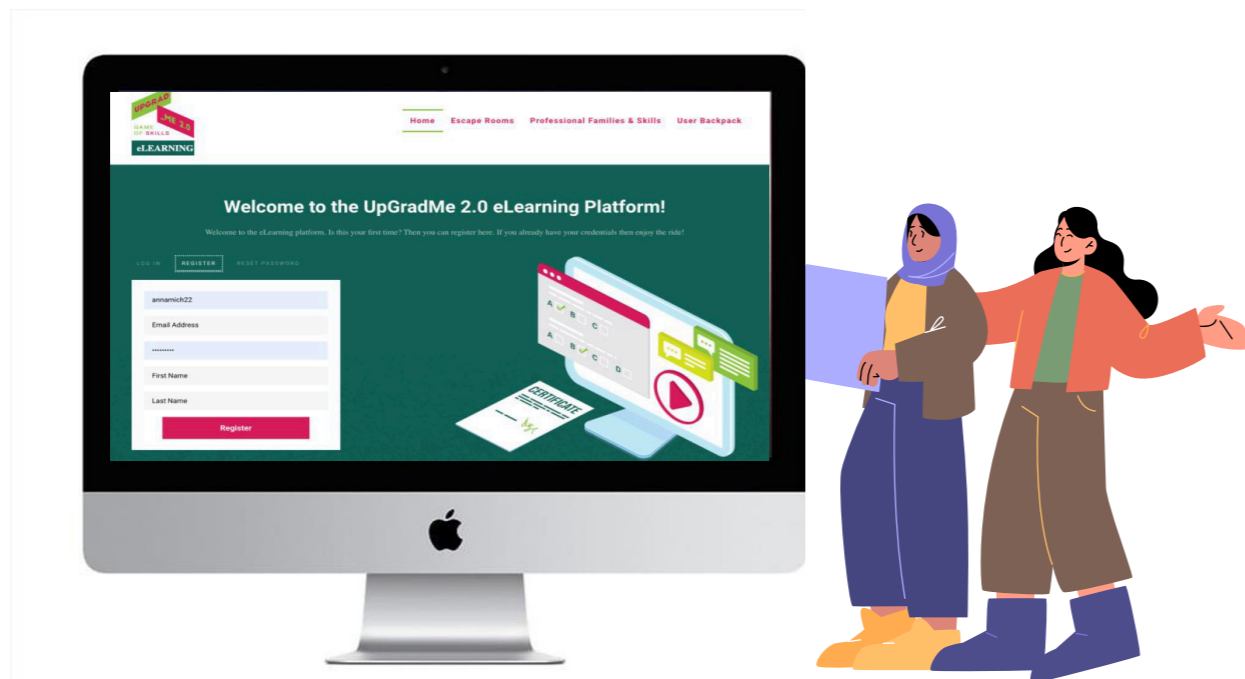 UPGRAD
.ME 2.0
GAME
OF SKILLS
eLEARNING
Home Escape Rooms Professional Families & Skills User Backpack
Welcome to the UpGradMe 2.0 eLearning Platform!
Welcome to the eLearning platform. Is this your first time? Then you can register here. If you already have your credentials then enjoy the ride!
LOG IN REGISTER RESET PASSWORD
annamich22
Email Address
•••••••••
First Name
Last Name
Register
A B C
A B C D
CERTIFICATE